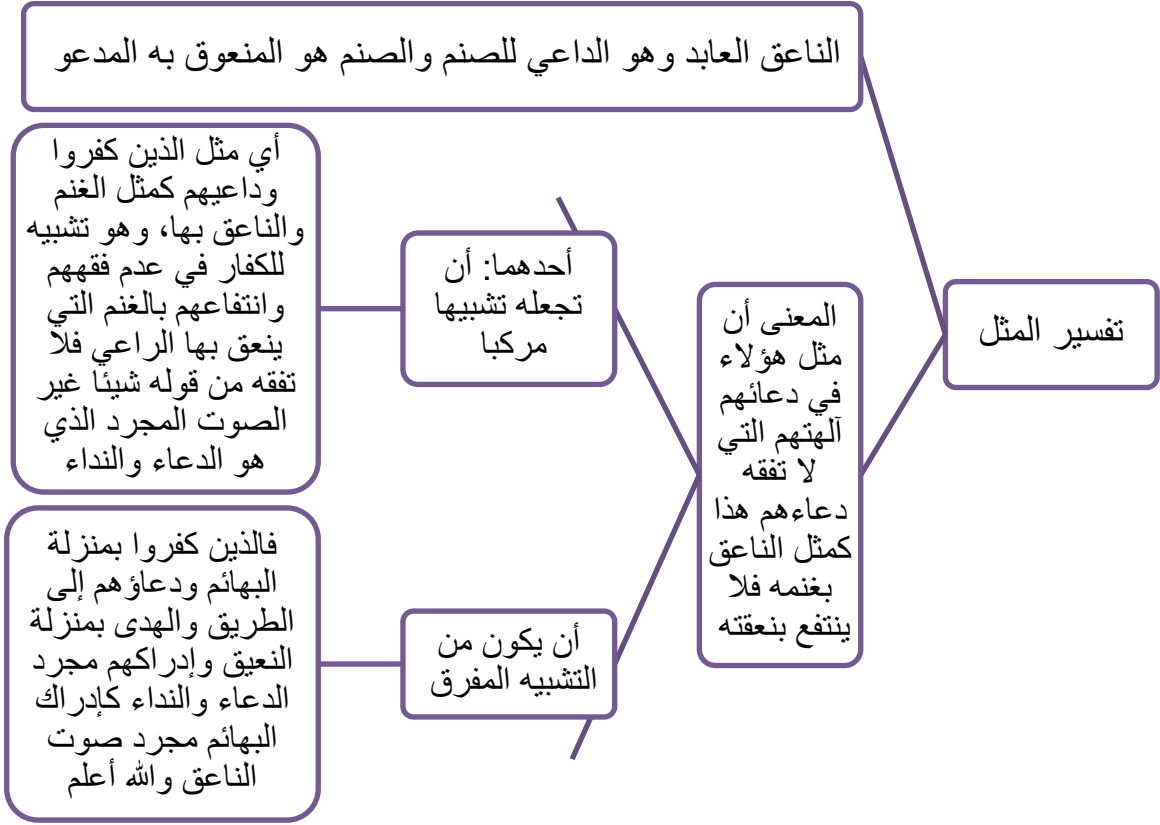 تفسير المثل
الناعق العابد وهو الداعي للصنم والصنم هو المنعوق به المدعو
المعنى أن
مثل هؤلاء
في دعائهم
آلهتهم التي
لا تفقه
دعاءهم هذا
كمثل الناعق
بغنمه فلا
ينتفع بنعقته
أحدهما: أن
تجعله تشبيها
مركبا
أي مثل الذين كفروا
وداعيهم كمثل الغنم
والناعق بها، وهو تشبيه
للكفار في عدم فقههم
وانتفاعهم بالغنم التي
ينعق بها الراعي فلا
تفقه من قوله شيئا غير
الصوت المجرد الذي
هو الدعاء والنداء
أن يكون من
التشبيه المفرق
فالذين كفروا بمنزلة
البهائم ودعاؤهم إلى
الطريق والهدى بمنزلة
النعيق وإدراكهم مجرد
الدعاء والنداء كإدراك
البهائم مجرد صوت
الناعق والله أعلم